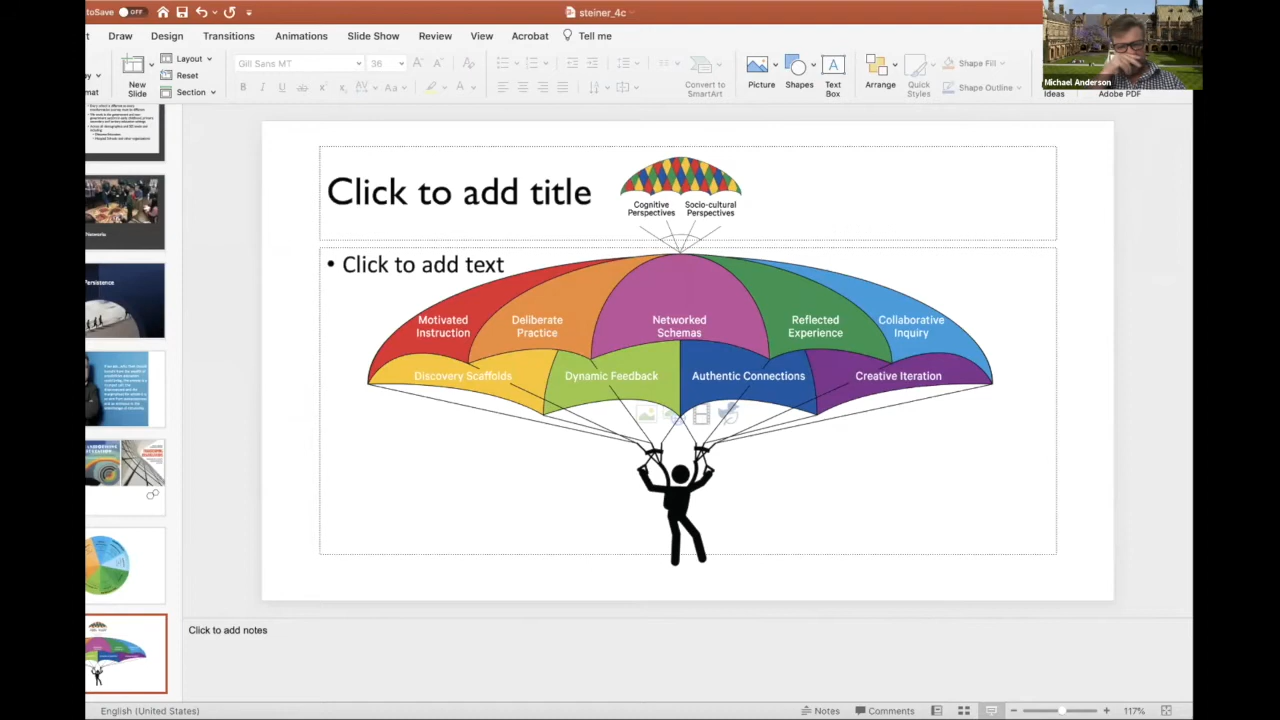 toSave OFF
steiner_4c
t Draw Design Transitions Animations Slide Show Review View Acrobat Tell me
New
Slide
Layout
Reset
Section
Gill Sans MT 36
B I U
Convert to
SmartArt
Picture
Shapes
Text
Box
Arrange
Quick
Styles
Shape Fill
Shape Outline
Ideas
Adobe PDF
Michael Anderson
Click to add title
Cognitive
Perspectives
Socio-cultural
Perspectives
Click to add text
Motivated
Instruction
Deliberate
Practice
Networked
Schemas
Reflected
Experience
Collaborative
Inquiry
Discovery Scaffolds
Dynamic Feedback
Authentic Connections
Creative Iteration
Click to add notes
English (United States)
Notes
Comments
117%